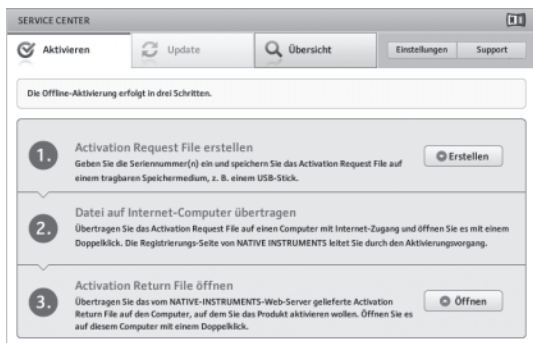 SERVICE CENTER
Aktivieren
Update
Übersicht
Einstellungen
Support
Die Offline-Aktivierung erfolgt in drei Schritten.
1.
Activation Request File erstellen
Geben Sie die Seriennummer(n) ein und speichern Sie das Activation Request File auf
einem tragbaren Speichermedium, z. B. einem USB-Stick.
Erstellen
2.
Datei auf Internet-Computer übertragen
Übertragen Sie das Activation Request File auf einen Computer mit Internet-Zugang und öffnen Sie es mit einem
Doppelklick. Die Registrierungs-Seite von NATIVE INSTRUMENTS leitet Sie durch den Aktivierungsvorgang.
3.
Activation Return File öffnen
Übertragen Sie das vom NATIVE-INSTRUMENTS-Web-Server gelieferte Activation
Return File auf den Computer, auf dem Sie das Produkt aktivieren wollen. Öffnen Sie es
auf diesem Computer mit einem Doppelklick.
Öffnen